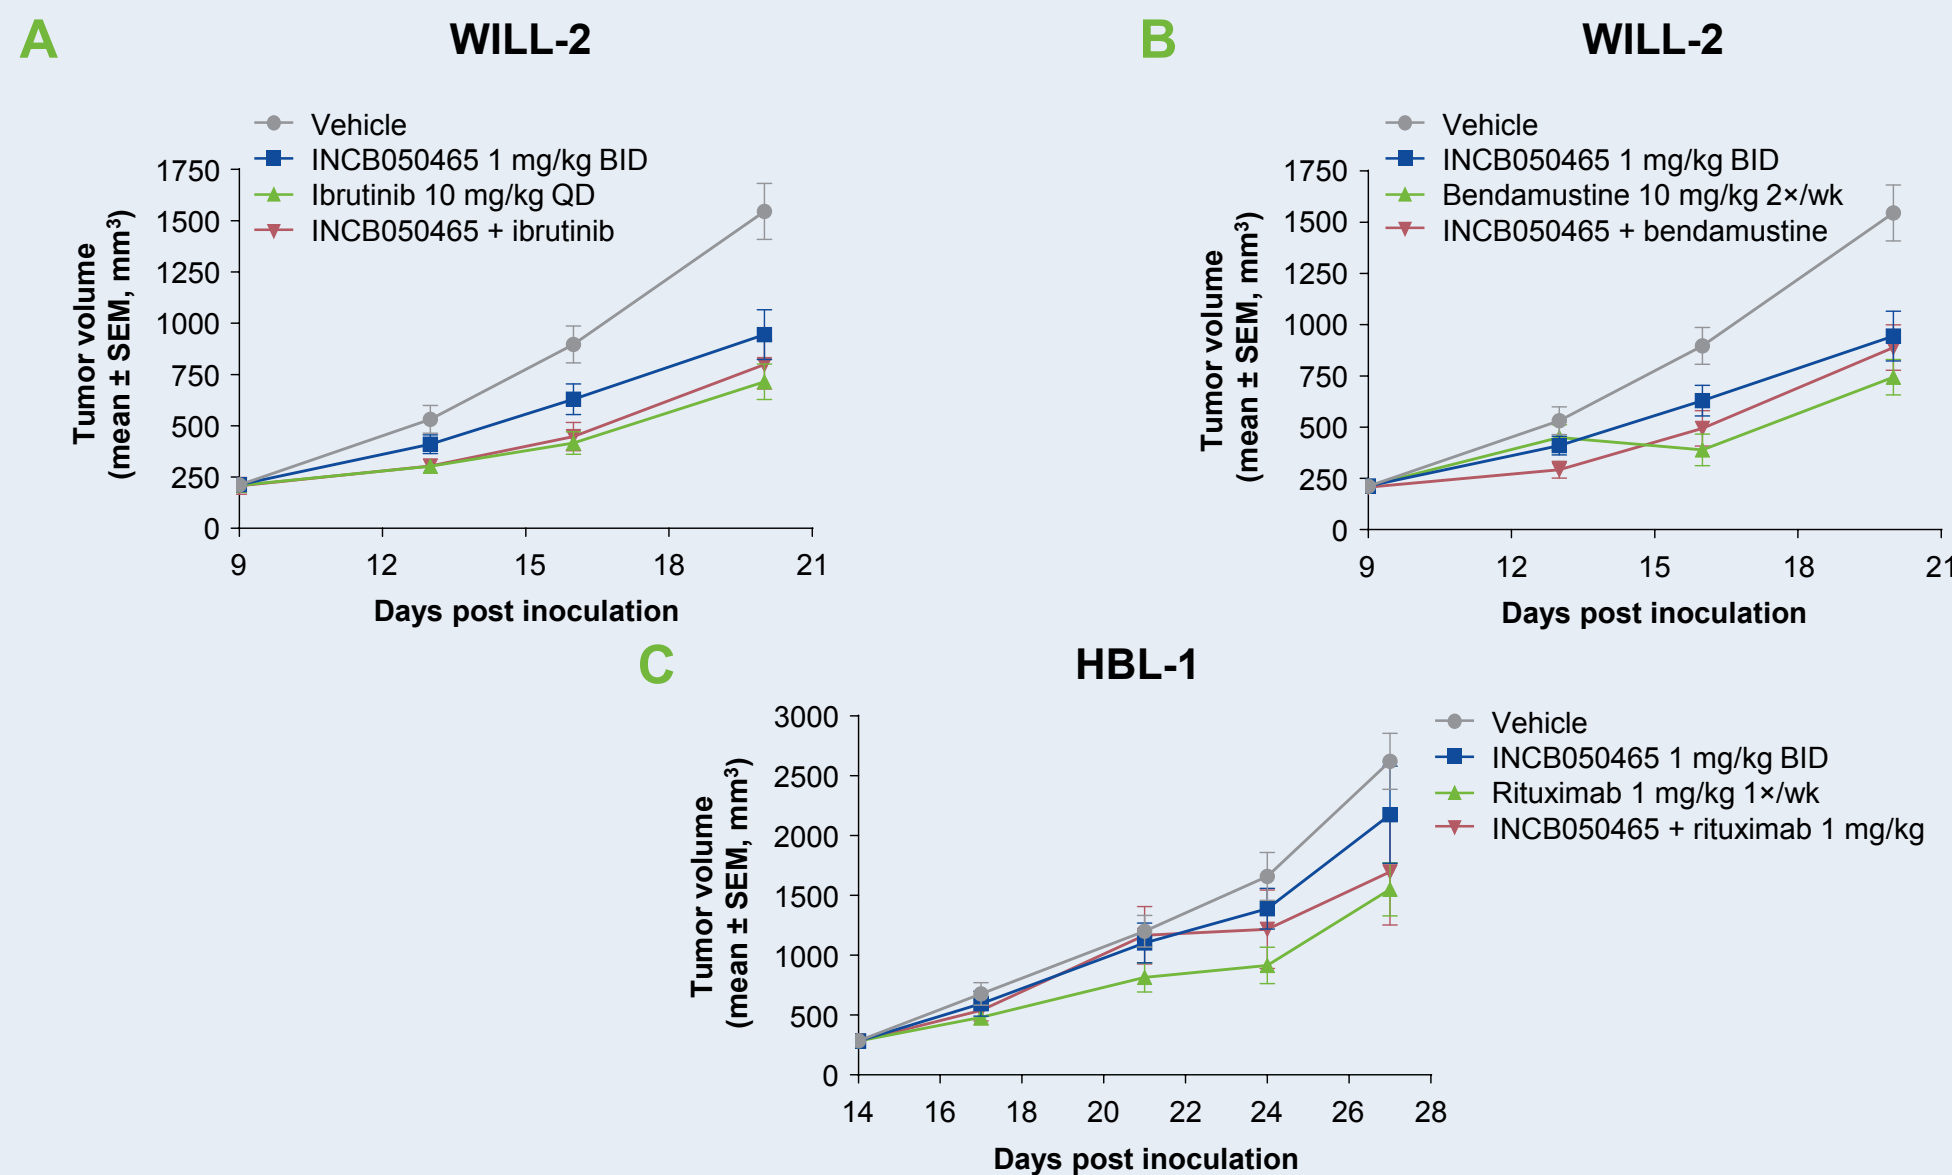 A
WILL-2
Vehicle
INCB050465 1 mg/kg BID
Ibrutinib 10 mg/kg QD
INCB050465 + ibrutinib
Tumor volume
(mean ± SEM, mm³)
1750
1500
1250
1000
750
500
250
0
9 12 15 18 21
Days post inoculation
B
WILL-2
Vehicle
INCB050465 1 mg/kg BID
Bendamustine 10 mg/kg 2×/wk
INCB050465 + bendamustine
Tumor volume
(mean ± SEM, mm³)
1750
1500
1250
1000
750
500
250
0
9 12 15 18 21
Days post inoculation
C
HBL-1
Vehicle
INCB050465 1 mg/kg BID
Rituximab 1 mg/kg 1×/wk
INCB050465 + rituximab 1 mg/kg
Tumor volume
(mean ± SEM, mm³)
3000
2500
2000
1500
1000
500
0
14 16 18 20 22 24 26 28
Days post inoculation